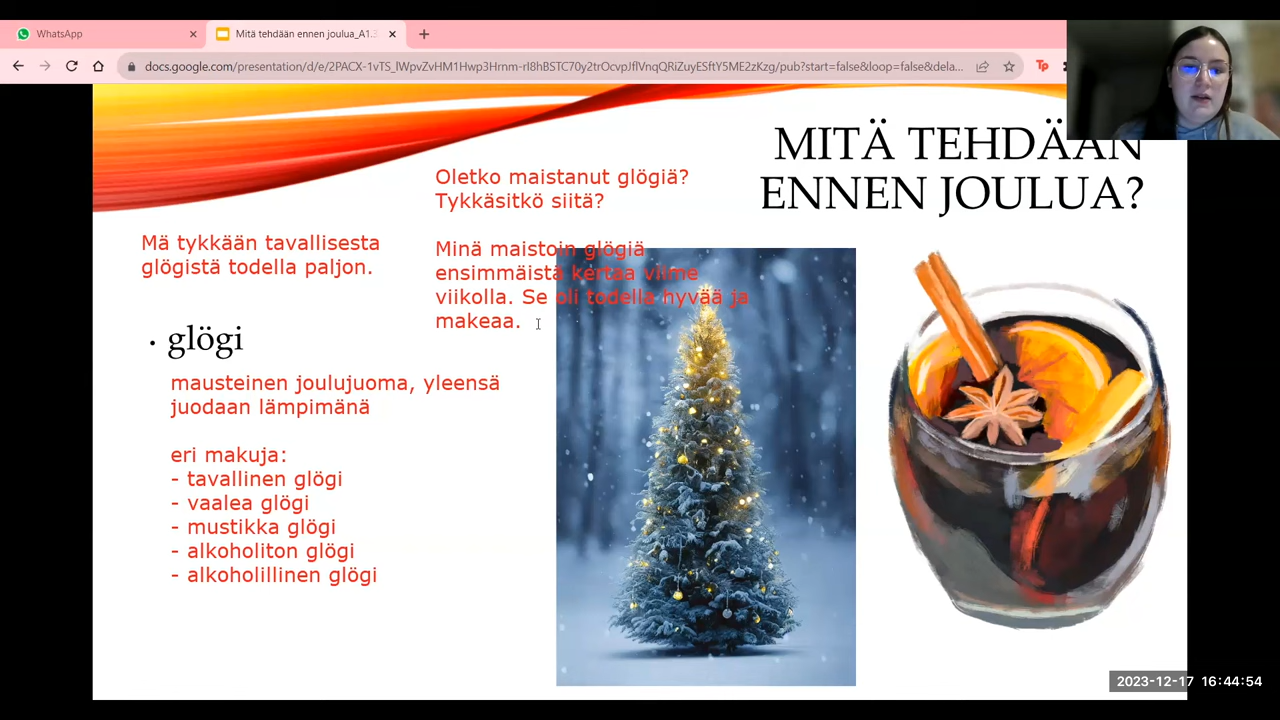 WhatsApp
Mitä tehdään ennen joulua_A1.
docs.google.com/presentation/d/e/2PACX-1vTS_lWpvZvHM1Hwp3Hrnm-rl8hBSTC70y2trOcvpJflVnqQRiZuyESftY5ME2zKzg/pub?start=false&loop=false&dela...
Tp
MITÄ TEHDÄÄN
ENNEN JOULUA?
Oletko maistanut glögiä?
Tykkäsitkö siitä?
Minä maistoin glögiä
ensimmäistä kertaa viime
viikolla. Se oli todella hyvää ja
makeaa.
Mä tykkään tavallisesta
glögistä todella paljon.
• glögi
mausteinen joulujuoma, yleensä
juodaan lämpimänä
eri makuja:
- tavallinen glögi
- vaalea glögi
- mustikka glögi
- alkoholiton glögi
- alkoholillinen glögi
2023-12-17 16:44:54